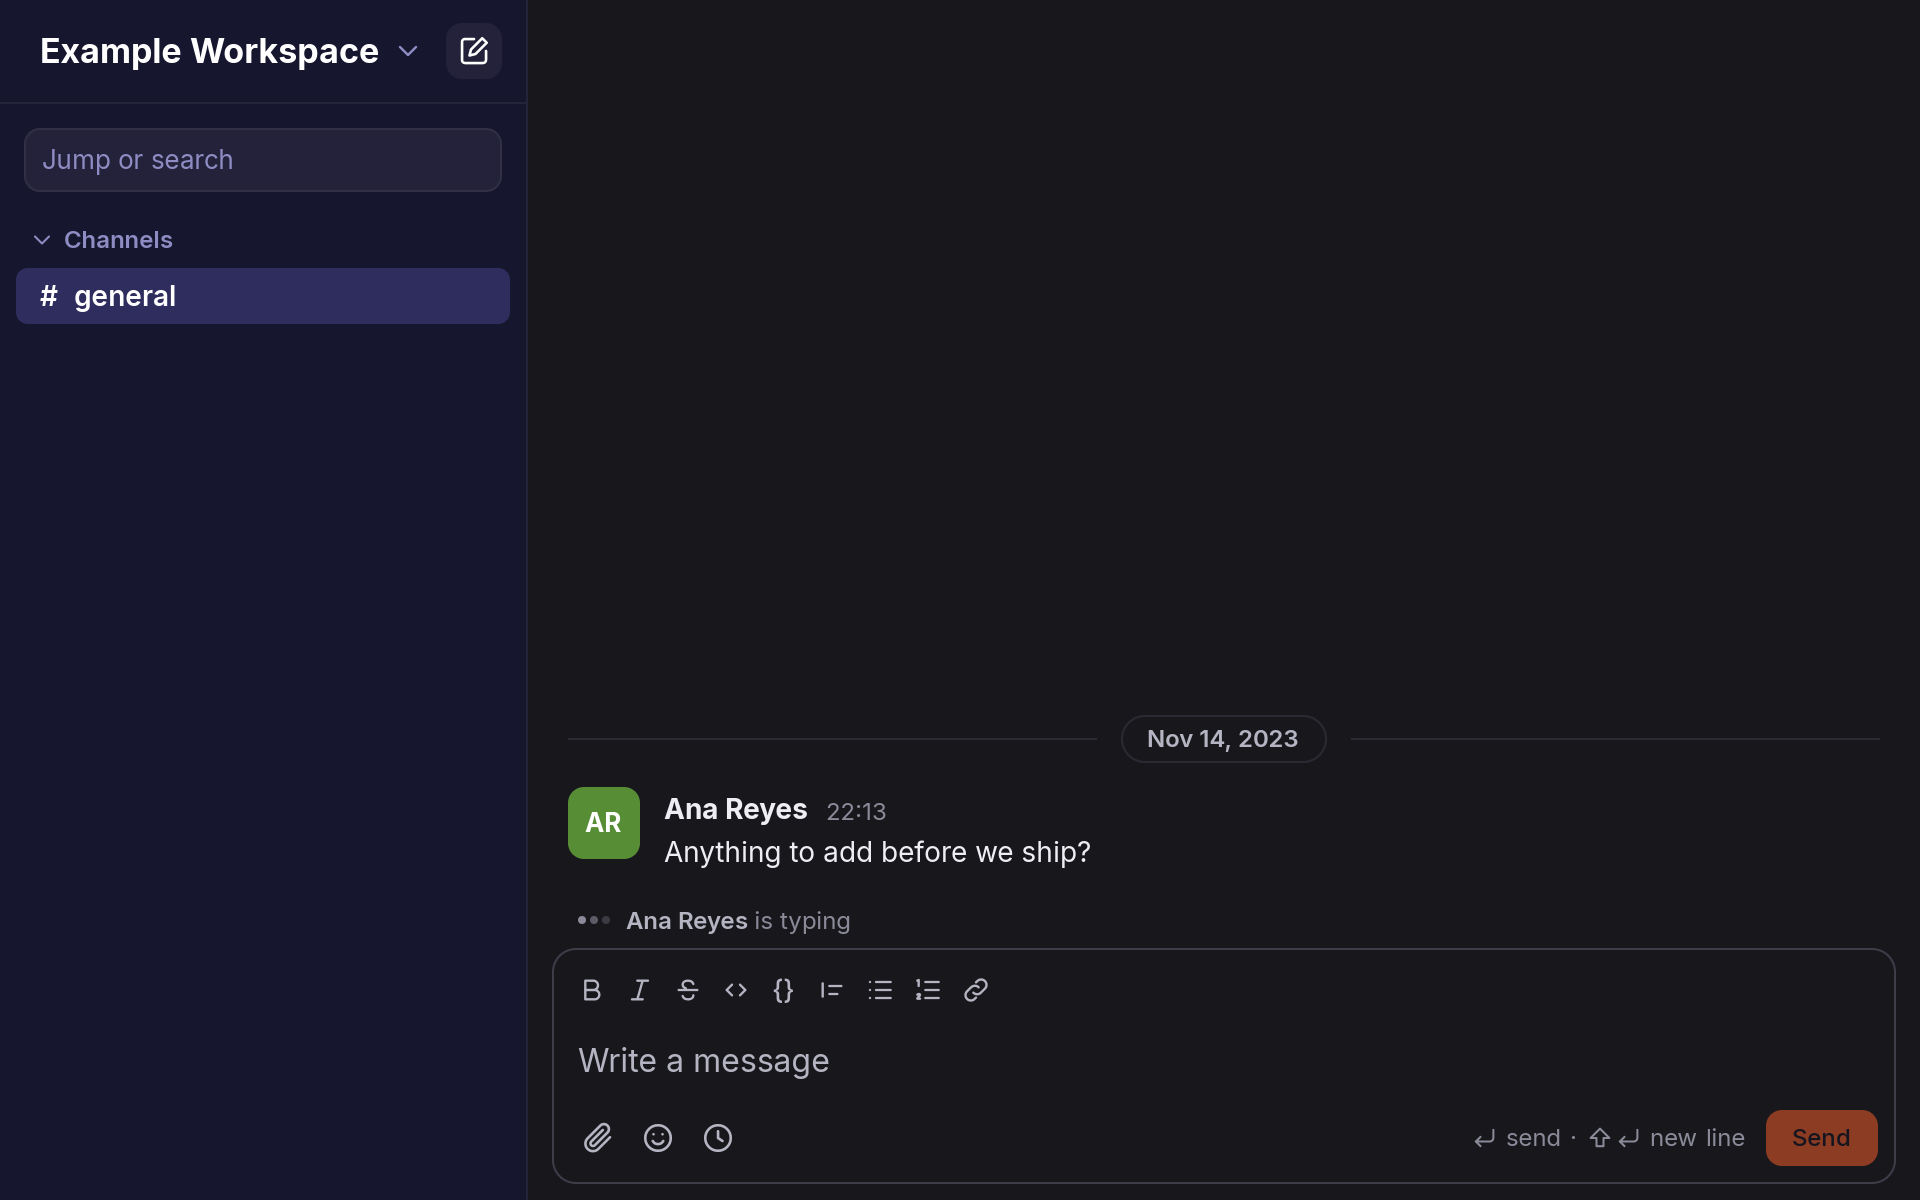 Example Workspace
Jump or search
Channels
# general
Nov 14, 2023
AR
Ana Reyes 22:13
Anything to add before we ship?
Ana Reyes is typing
Write a message
send · new line
Send